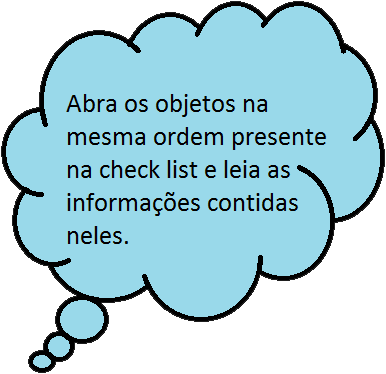 Abra os objetos na
mesma ordem presente
na check list e leia as
informações contidas
neles.